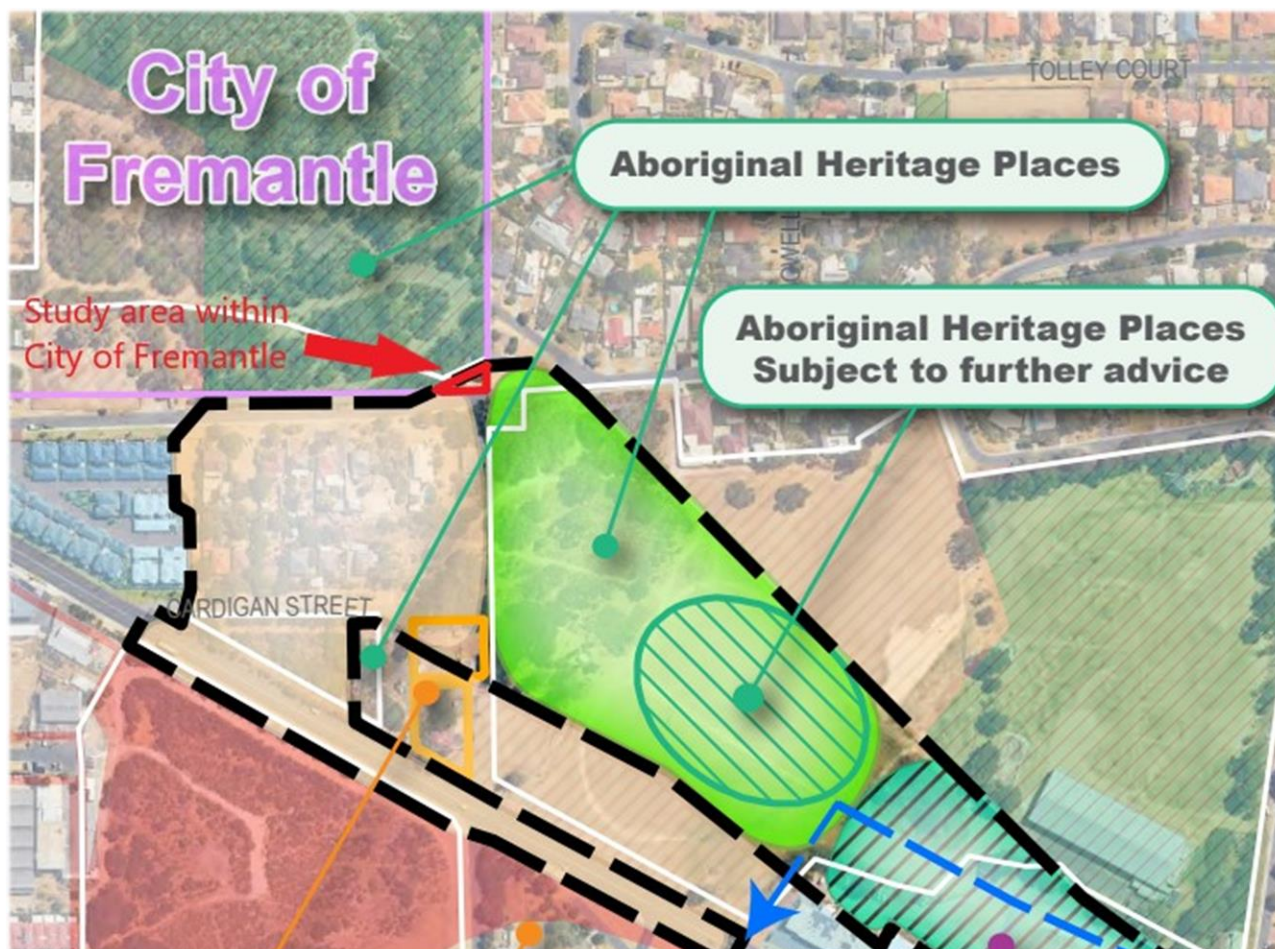 City of
Fremantle
TOLLEY COURT
Aboriginal Heritage Places
Aboriginal Heritage Places
Subject to further advice
Study area within
City of Fremantle
CARDIGAN STREET